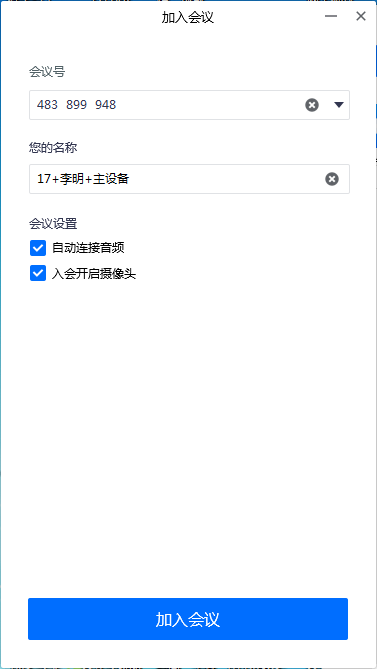 加入会议
会议号
483 899 948
您的名称
17+李明+主设备
会议设置
自动连接音频
入会开启摄像头
加入会议